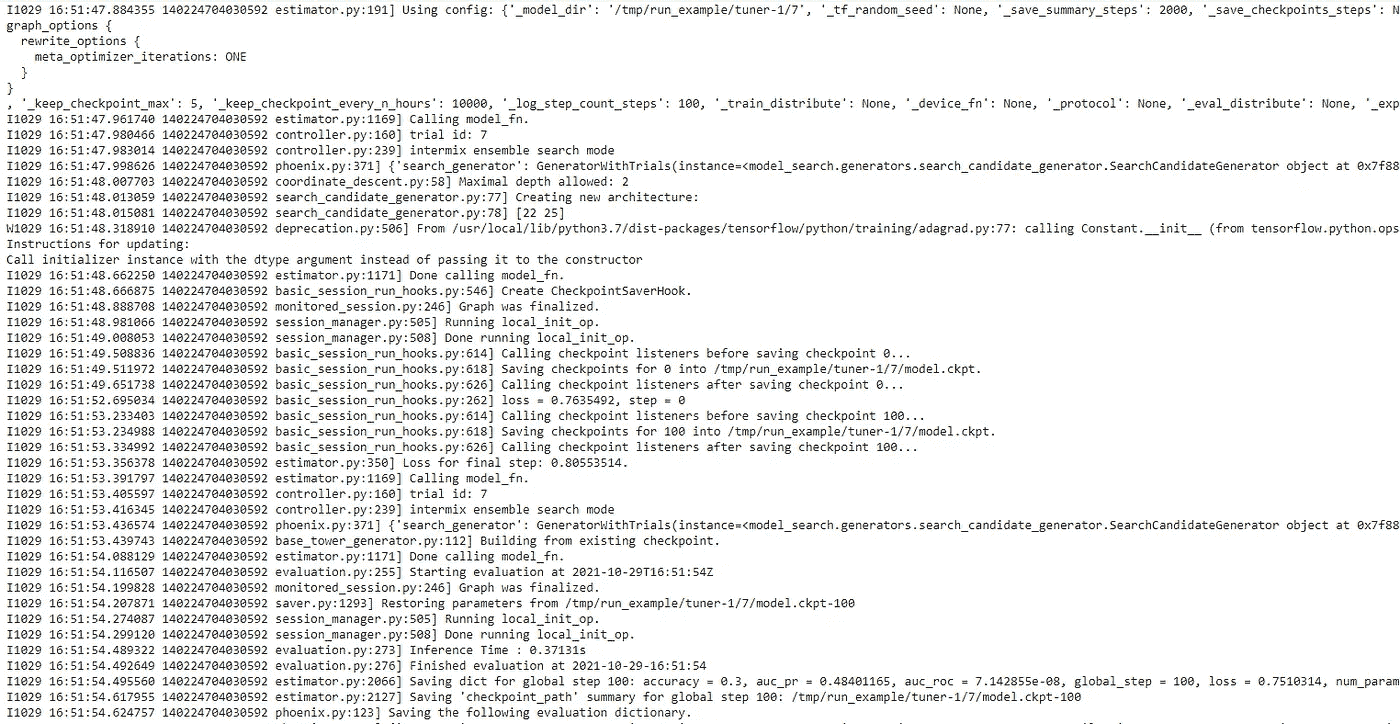 I1029 16:51:47.884355 140224704030592 estimator.py:191] Using config: {'_model_dir': '/tmp/run_example/tuner-1/7', '_tf_random_seed': None, '_save_summary_steps': 2000, '_save_checkpoints_steps': N
graph_options {
  rewrite_options {
    meta_optimizer_iterations: ONE
  }
}
, '_keep_checkpoint_max': 5, '_keep_checkpoint_every_n_hours': 10000, '_log_step_count_steps': 100, '_train_distribute': None, '_device_fn': None, '_protocol': None, '_eval_distribute': None, '_exp
I1029 16:51:47.961740 140224704030592 estimator.py:1169] Calling model_fn.
I1029 16:51:47.980466 140224704030592 controller.py:160] trial id: 7
I1029 16:51:47.983014 140224704030592 controller.py:239] intermix ensemble search mode
I1029 16:51:47.998626 140224704030592 phoenix.py:371] {'search_generator': GeneratorWithTrials(instance=<model_search.generators.search_candidate_generator.SearchCandidateGenerator object at 0x7f88
I1029 16:51:48.007703 140224704030592 coordinate_descent.py:58] Maximal depth allowed: 2
I1029 16:51:48.013059 140224704030592 search_candidate_generator.py:77] Creating new architecture:
I1029 16:51:48.015081 140224704030592 search_candidate_generator.py:78] [22 25]
W1029 16:51:48.318910 140224704030592 deprecation.py:506] From /usr/local/lib/python3.7/dist-packages/tensorflow/python/training/adagrad.py:77: calling Constant.__init__ (from tensorflow.python.ops
Instructions for updating:
Call initializer instance with the dtype argument instead of passing it to the constructor
I1029 16:51:48.662250 140224704030592 estimator.py:1171] Done calling model_fn.
I1029 16:51:48.666875 140224704030592 basic_session_run_hooks.py:546] Create CheckpointSaverHook.
I1029 16:51:48.888708 140224704030592 monitored_session.py:246] Graph was finalized.
I1029 16:51:48.981066 140224704030592 session_manager.py:505] Running local_init_op.
I1029 16:51:49.008053 140224704030592 session_manager.py:508] Done running local_init_op.
I1029 16:51:49.508836 140224704030592 basic_session_run_hooks.py:614] Calling checkpoint listeners before saving checkpoint 0...
I1029 16:51:49.511972 140224704030592 basic_session_run_hooks.py:618] Saving checkpoints for 0 into /tmp/run_example/tuner-1/7/model.ckpt.
I1029 16:51:49.651738 140224704030592 basic_session_run_hooks.py:626] Calling checkpoint listeners after saving checkpoint 0...
I1029 16:51:52.695034 140224704030592 basic_session_run_hooks.py:262] loss = 0.7635492, step = 0
I1029 16:51:53.233403 140224704030592 basic_session_run_hooks.py:614] Calling checkpoint listeners before saving checkpoint 100...
I1029 16:51:53.234988 140224704030592 basic_session_run_hooks.py:618] Saving checkpoints for 100 into /tmp/run_example/tuner-1/7/model.ckpt.
I1029 16:51:53.334992 140224704030592 basic_session_run_hooks.py:626] Calling checkpoint listeners after saving checkpoint 100...
I1029 16:51:53.356378 140224704030592 estimator.py:350] Loss for final step: 0.80553514.
I1029 16:51:53.391797 140224704030592 estimator.py:1169] Calling model_fn.
I1029 16:51:53.405597 140224704030592 controller.py:160] trial id: 7
I1029 16:51:53.416345 140224704030592 controller.py:239] intermix ensemble search mode
I1029 16:51:53.436574 140224704030592 phoenix.py:371] {'search_generator': GeneratorWithTrials(instance=<model_search.generators.search_candidate_generator.SearchCandidateGenerator object at 0x7f88
I1029 16:51:53.439743 140224704030592 base_tower_generator.py:112] Building from existing checkpoint.
I1029 16:51:54.088129 140224704030592 estimator.py:1171] Done calling model_fn.
I1029 16:51:54.116507 140224704030592 evaluation.py:255] Starting evaluation at 2021-10-29T16:51:54Z
I1029 16:51:54.199828 140224704030592 monitored_session.py:246] Graph was finalized.
I1029 16:51:54.207871 140224704030592 saver.py:1293] Restoring parameters from /tmp/run_example/tuner-1/7/model.ckpt-100
I1029 16:51:54.274087 140224704030592 session_manager.py:505] Running local_init_op.
I1029 16:51:54.299120 140224704030592 session_manager.py:508] Done running local_init_op.
I1029 16:51:54.489322 140224704030592 evaluation.py:273] Inference Time : 0.37131s
I1029 16:51:54.492649 140224704030592 evaluation.py:276] Finished evaluation at 2021-10-29-16:51:54
I1029 16:51:54.495560 140224704030592 estimator.py:2066] Saving dict for global step 100: accuracy = 0.3, auc_pr = 0.48401165, auc_roc = 7.142855e-08, global_step = 100, loss = 0.7510314, num_param
I1029 16:51:54.617955 140224704030592 estimator.py:2127] Saving 'checkpoint_path' summary for global step 100: /tmp/run_example/tuner-1/7/model.ckpt-100
I1029 16:51:54.624757 140224704030592 phoenix.py:123] Saving the following evaluation dictionary.